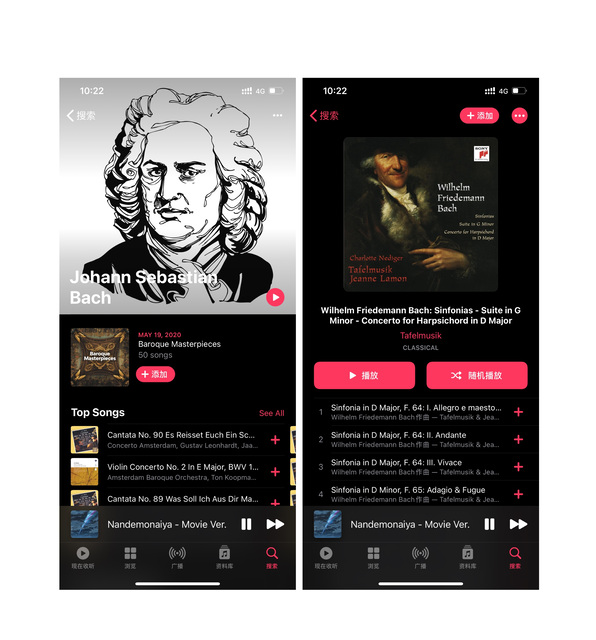 10:22
4G
搜索
Johann Sebastian
Bach
Baroque
Masterpieces
MAY 19, 2020
Baroque Masterpieces
50 songs
+ 添加
Top Songs
See All
Cantata No. 90 Es Reisset Euch Ein Sc...
Concerto Amsterdam, Gustav Leonhardt, Jaa...
Violin Concerto No. 2 In E Major, BWV 1...
Amsterdam Baroque Orchestra, Ton Koopma...
Cantata No. 89 Was Soll Ich Aus Dir Ma...
Nandemonaiya - Movie Ver.
现在收听
浏览
广播
资料库
搜索
10:22
4G
搜索
+ 添加
SONY
Wilhelm
Friedemann
Bach
Sinfonias
Suite in G Minor
Concerto for Harpsichord
in D Major
Charlotte Nediger
Tafelmusik
Jeanne Lamon
Wilhelm Friedemann Bach: Sinfonias - Suite in G
Minor - Concerto for Harpsichord in D Major
Tafelmusik
CLASSICAL
播放
随机播放
1 Sinfonia in D Major, F. 64: I. Allegro e maesto...
Wilhelm Friedemann Bach作曲 — Tafelmusik & Jea...
2 Sinfonia in D Major, F. 64: II. Andante
Wilhelm Friedemann Bach作曲 — Tafelmusik & Jea...
3 Sinfonia in D Major, F. 64: III. Vivace
Wilhelm Friedemann Bach作曲 — Tafelmusik & Jea...
4 Sinfonia in D Minor, F. 65: Adagio & Fugue
Wilhelm Friedemann Bach作曲 — Tafelmusik & Jea...
Nandemonaiya - Movie Ver.
现在收听
浏览
广播
资料库
搜索